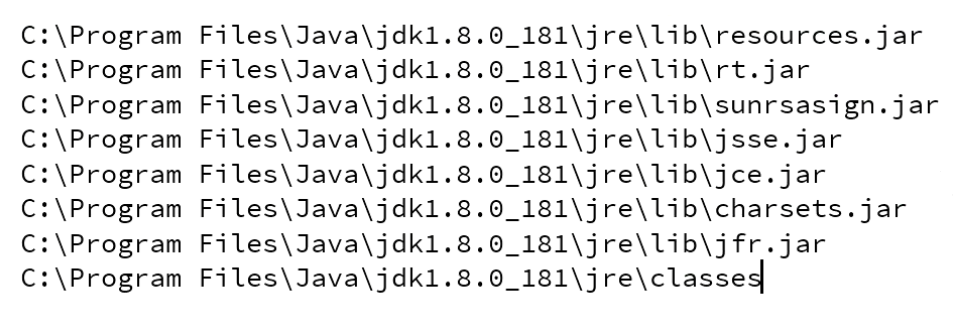 C:\Program Files\Java\jdk1.8.0_181\jre\lib\resources.jar
C:\Program Files\Java\jdk1.8.0_181\jre\lib\rt.jar
C:\Program Files\Java\jdk1.8.0_181\jre\lib\sunrsasign.jar
C:\Program Files\Java\jdk1.8.0_181\jre\lib\jsse.jar
C:\Program Files\Java\jdk1.8.0_181\jre\lib\jce.jar
C:\Program Files\Java\jdk1.8.0_181\jre\lib\charsets.jar
C:\Program Files\Java\jdk1.8.0_181\jre\lib\jfr.jar
C:\Program Files\Java\jdk1.8.0_181\jre\classes